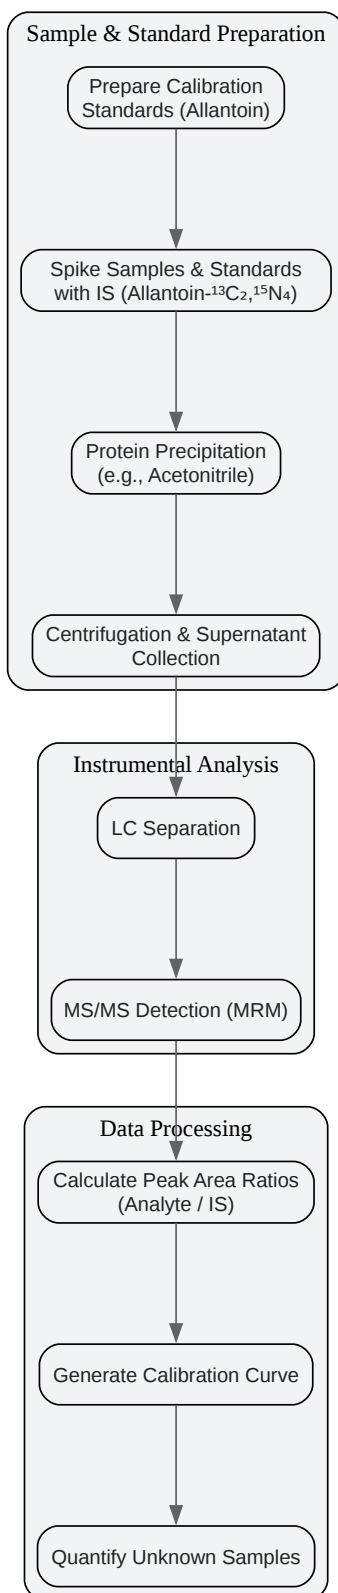 Sample & Standard Preparation
Prepare Calibration
Standards (Allantoin)
Spike Samples & Standards
with IS (Allantoin-¹³C₂,¹⁵N₄)
Protein Precipitation
(e.g., Acetonitrile)
Centrifugation & Supernatant
Collection
Instrumental Analysis
LC Separation
MS/MS Detection (MRM)
Data Processing
Calculate Peak Area Ratios
(Analyte / IS)
Generate Calibration Curve
Quantify Unknown Samples